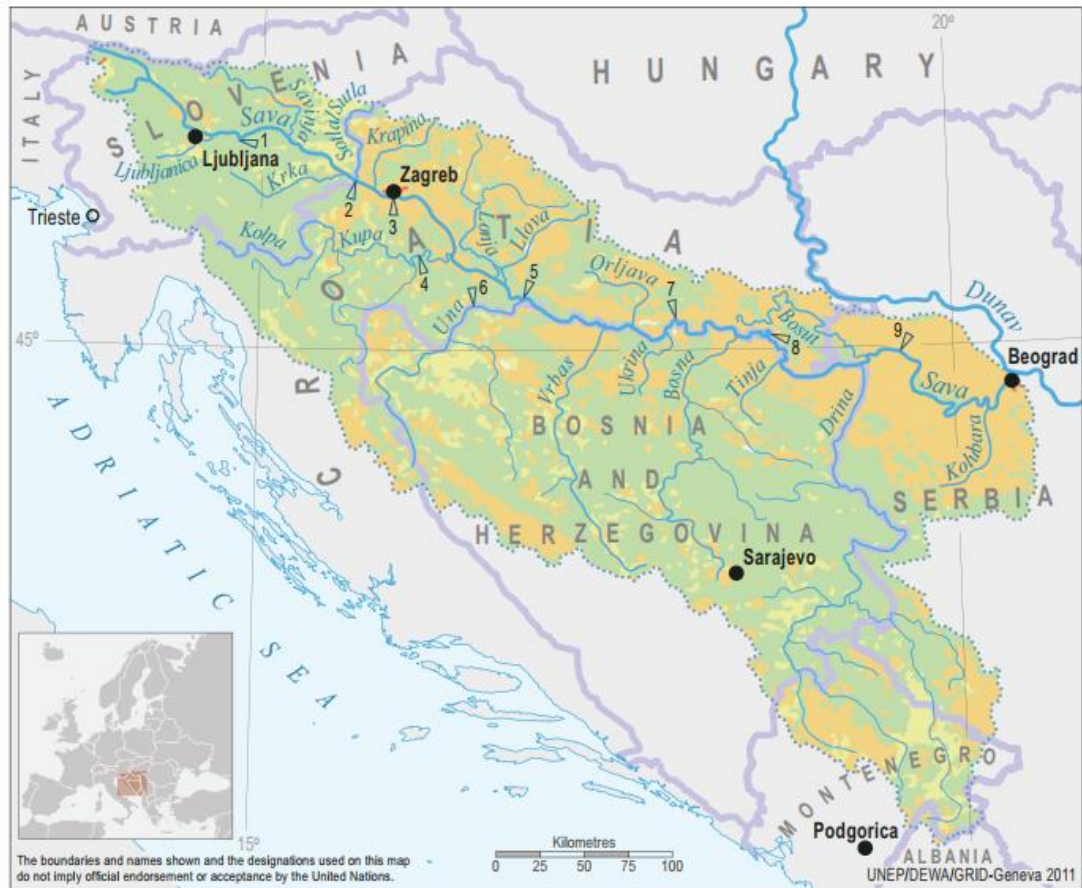 AUSTRIA
20º
HUNGARY
ITALY
SLOVENIA
Savinja
Sotla/Sutla
Krapina
Sava
1
Ljubljana
Ljubljanica
Krka
Zagreb
2
3
Trieste
CROATIA
Kolpa
Kupa
Lonja
Llova
4
6
5
Orljava
7
Dunav
Una
Bosut
45º
8
9
Beograd
Vrbas
Ukrina
Bosna
Tinja
Sava
Drina
Kolubara
BOSNIA
AND
HERZEGOVINA
SERBIA
ADRIATIC SEA
Sarajevo
MONTENEGRO
Podgorica
ALBANIA
15º
Kilometres
0 25 50 75 100
The boundaries and names shown and the designations used on this map
do not imply official endorsement or acceptance by the United Nations.
UNEP/DEWA/GRID-Geneva 2011